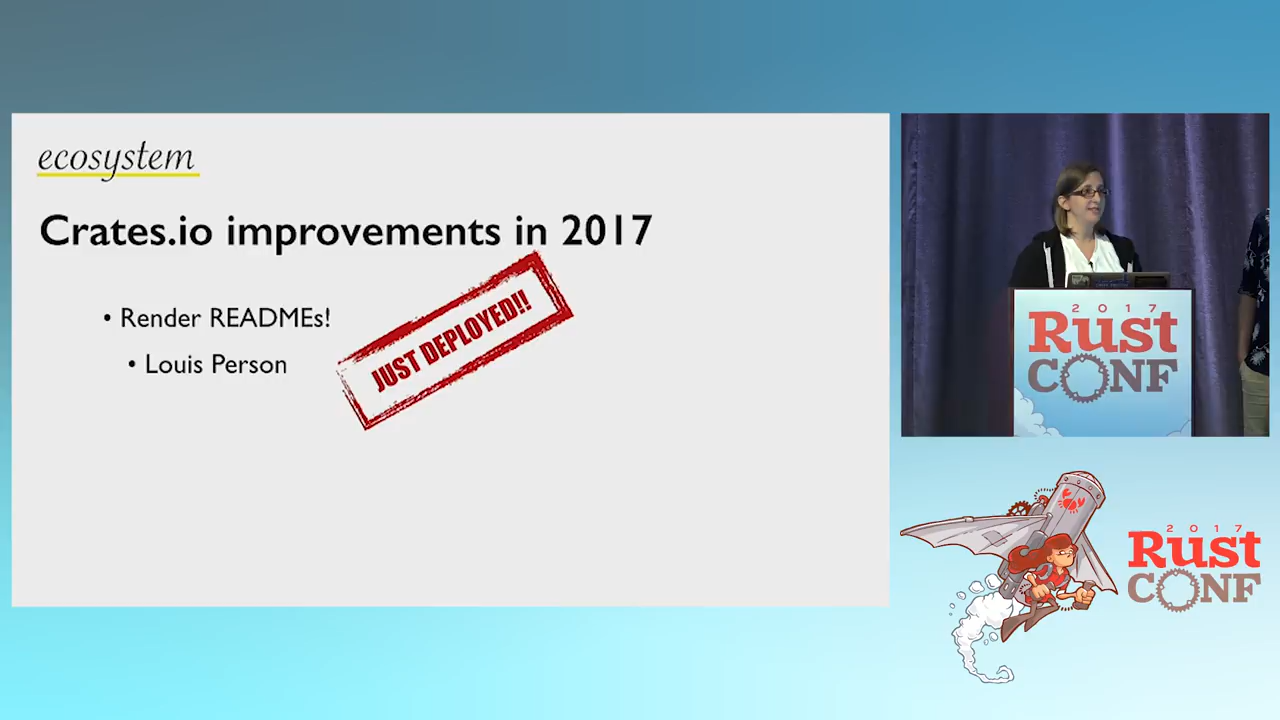 ecosystem
Crates.io improvements in 2017
• Render READMEs!
• Louis Person
JUST DEPLOYED!!
2017
Rust
CONF
2017
Rust
CONF